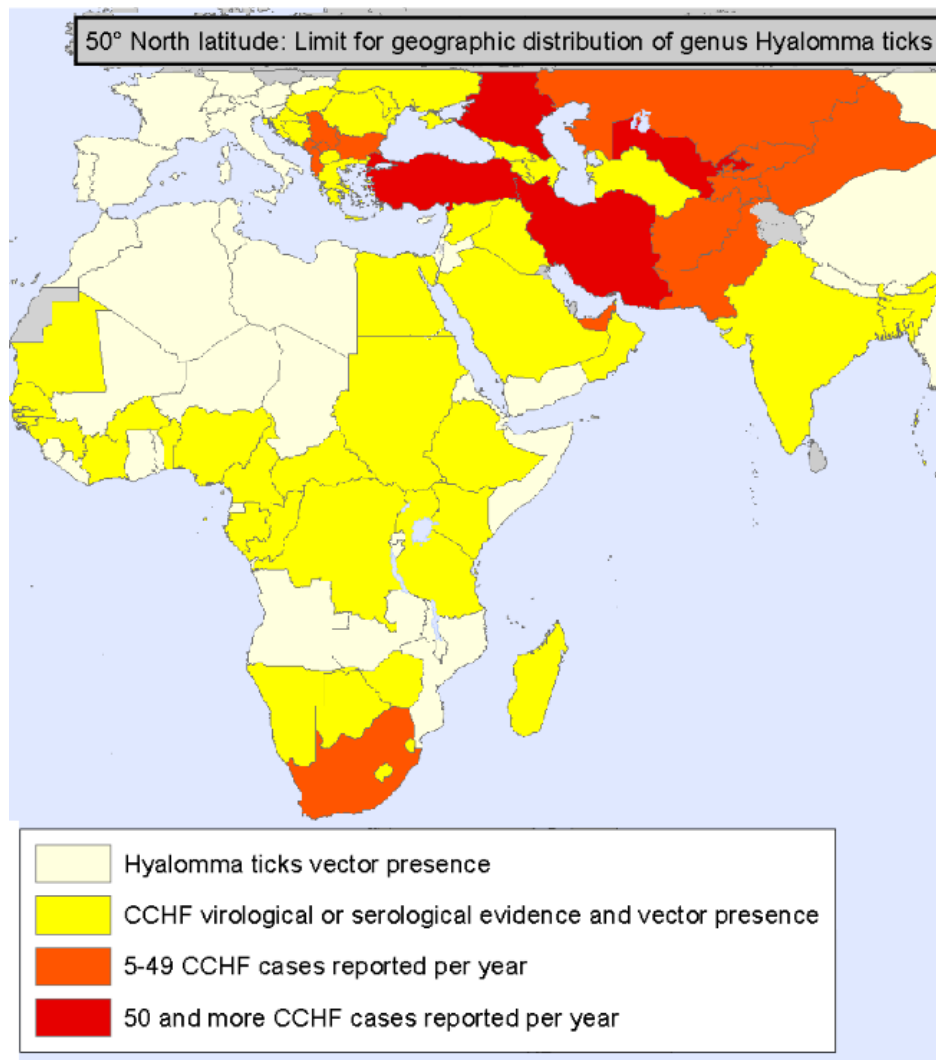 50° North latitude: Limit for geographic distribution of genus Hyalomma ticks
Hyalomma ticks vector presence
CCHF virological or serological evidence and vector presence
5-49 CCHF cases reported per year
50 and more CCHF cases reported per year